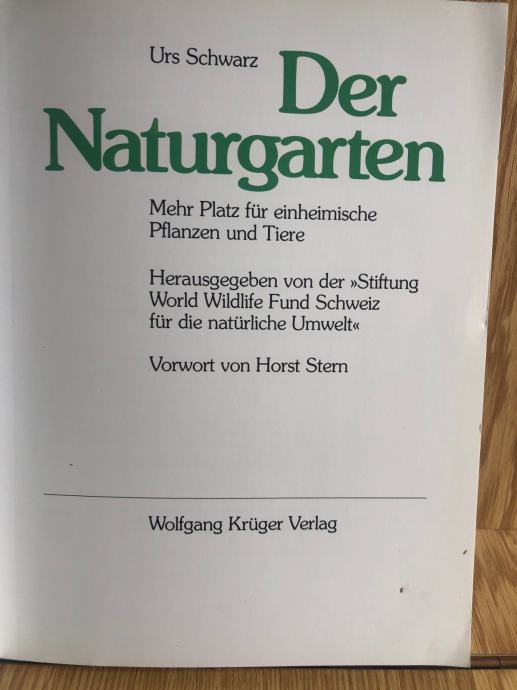 Urs Schwarz
Der
Naturgarten
Mehr Platz für einheimische
Pflanzen und Tiere
Herausgegeben von der »Stiftung
World Wildlife Fund Schweiz
für die natürliche Umwelt«
Vorwort von Horst Stern
Wolfgang Krüger Verlag